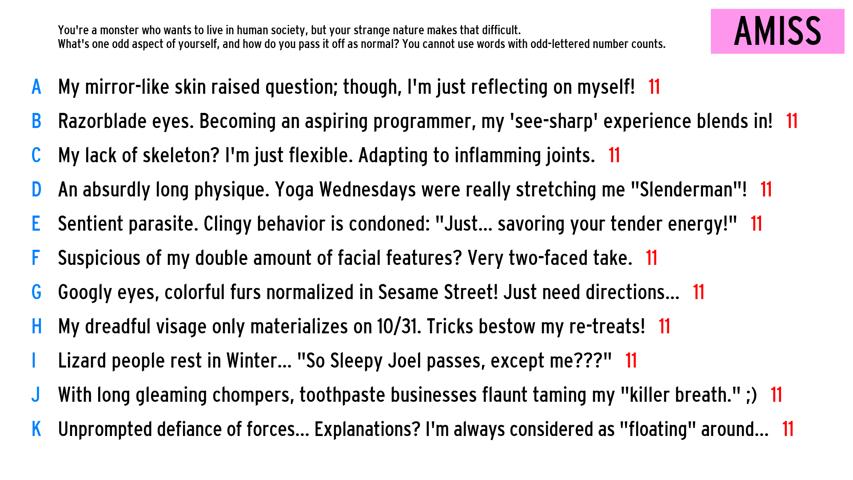 You're a monster who wants to live in human society, but your strange nature makes that difficult.
What's one odd aspect of yourself, and how do you pass it off as normal? You cannot use words with odd-lettered number counts.
AMISS
A My mirror-like skin raised question; though, I'm just reflecting on myself! 11
B Razorblade eyes. Becoming an aspiring programmer, my 'see-sharp' experience blends in! 11
C My lack of skeleton? I'm just flexible. Adapting to inflamming joints. 11
D An absurdly long physique. Yoga Wednesdays were really stretching me "Slenderman"! 11
E Sentient parasite. Clingy behavior is condoned: "Just... savoring your tender energy!" 11
F Suspicious of my double amount of facial features? Very two-faced take. 11
G Googly eyes, colorful furs normalized in Sesame Street! Just need directions... 11
H My dreadful visage only materializes on 10/31. Tricks bestow my re-treats! 11
I Lizard people rest in Winter... "So Sleepy Joel passes, except me???" 11
J With long gleaming chompers, toothpaste businesses flaunt taming my "killer breath." ;) 11
K Unprompted defiance of forces... Explanations? I'm always considered as "floating" around... 11